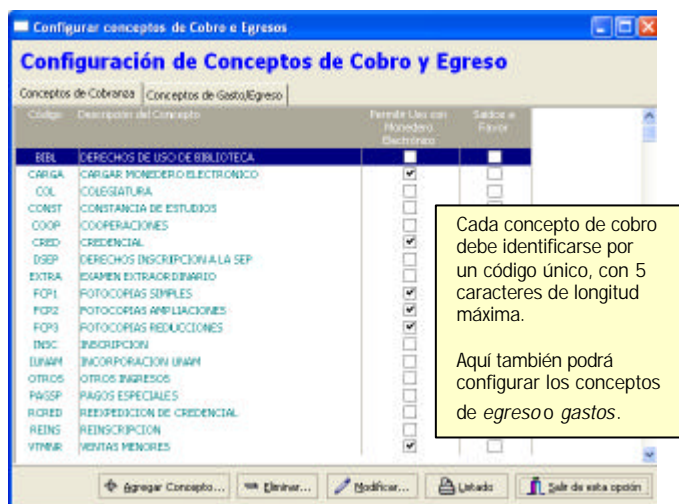 Configurar conceptos de Cobro e Egresos
Configuración de Conceptos de Cobro y Egreso
Conceptos de Cobranza Conceptos de Gasto/Egreso
Código Descripción del Concepto Permite Uso con Monedero Electrónico Saldos a Favor
BIBL DERECHOS DE USO DE BIBLIOTECA
CARGA CARGAR MONEDERO ELECTRONICO
COL COLEGIATURA
CONST CONSTANCIA DE ESTUDIOS
COOP COOPERACIONES
CRED CREDENCIAL
DSEP DERECHOS INSCRIPCION A LA SEP
EXTRA EXAMEN EXTRAORDINARIO
FCP1 FOTOCOPIAS SIMPLES
FCP2 FOTOCOPIAS AMPLIACIONES
FCP3 FOTOCOPIAS REDUCCIONES
INSC INSCRIPCION
IUNAM INCORPORACION UNAM
OTROS OTROS INGRESOS
PAGSP PAGOS ESPECIALES
RCRED REEXPEDICION DE CREDENCIAL
REINS REINSCRIPCION
VTMNR VENTAS MENORES
Cada concepto de cobro
debe identificarse por
un código único, con 5
caracteres de longitud
máxima.
Aquí también podrá
configurar los conceptos
de egreso o gastos.
Agregar Concepto... Eliminar... Modificar... Listado Salir de esta opción